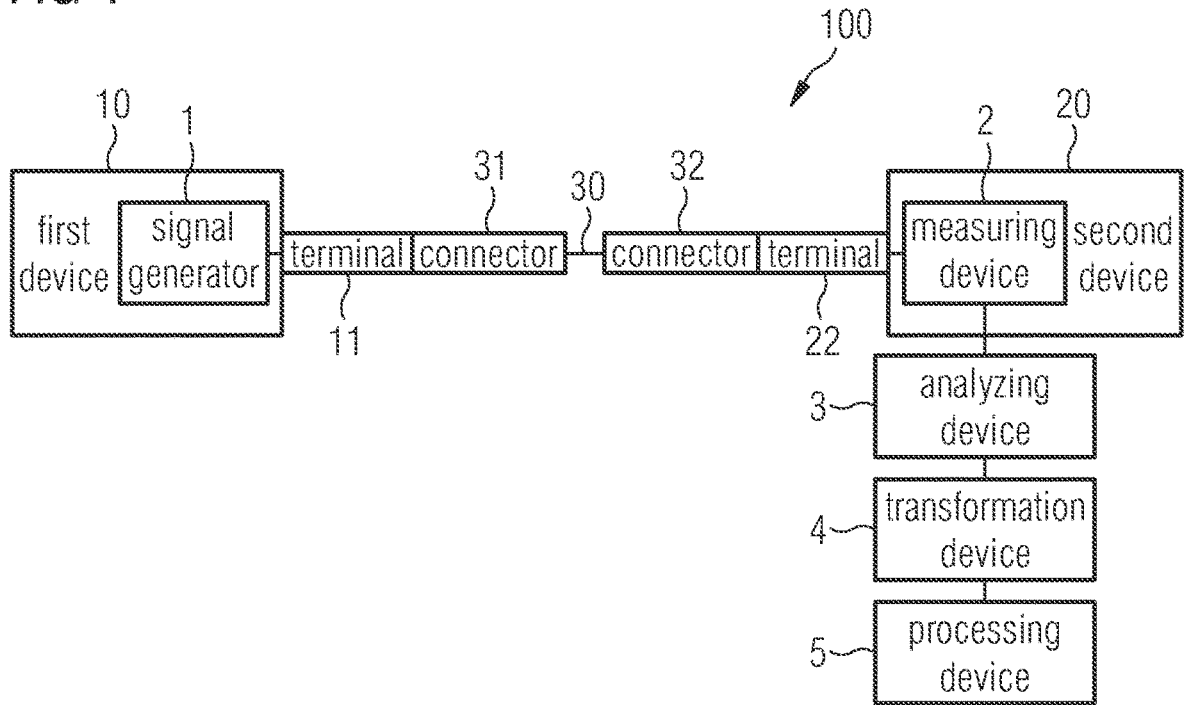 100
10
1
31
32
30
2
20
first
device
signal
generator
terminal
connector
connector
terminal
measuring
device
second
device
11
22
3
analyzing
device
4
transformation
device
5
processing
device